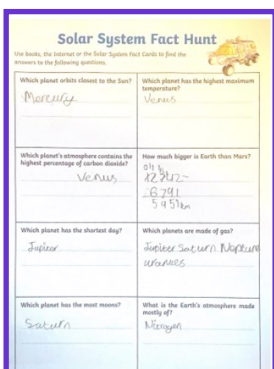 Solar System Fact Hunt
Use books, the Internet or the Solar System Fact Cards to find the
answers to the following questions.
Which planet orbits closest to the Sun?
Mercury
Which planet has the highest maximum
temperature?
Venus
Which planet's atmosphere contains the
highest percentage of carbon dioxide?
Venus
How much bigger is Earth than Mars?
6791
5951km
Which planet has the shortest day?
Jupiter
Which planets are made of gas?
Jupiter Saturn Neptune
Which planet has the most moons?
Saturn
What is the Earth's atmosphere made
mostly of?
Nitrogen